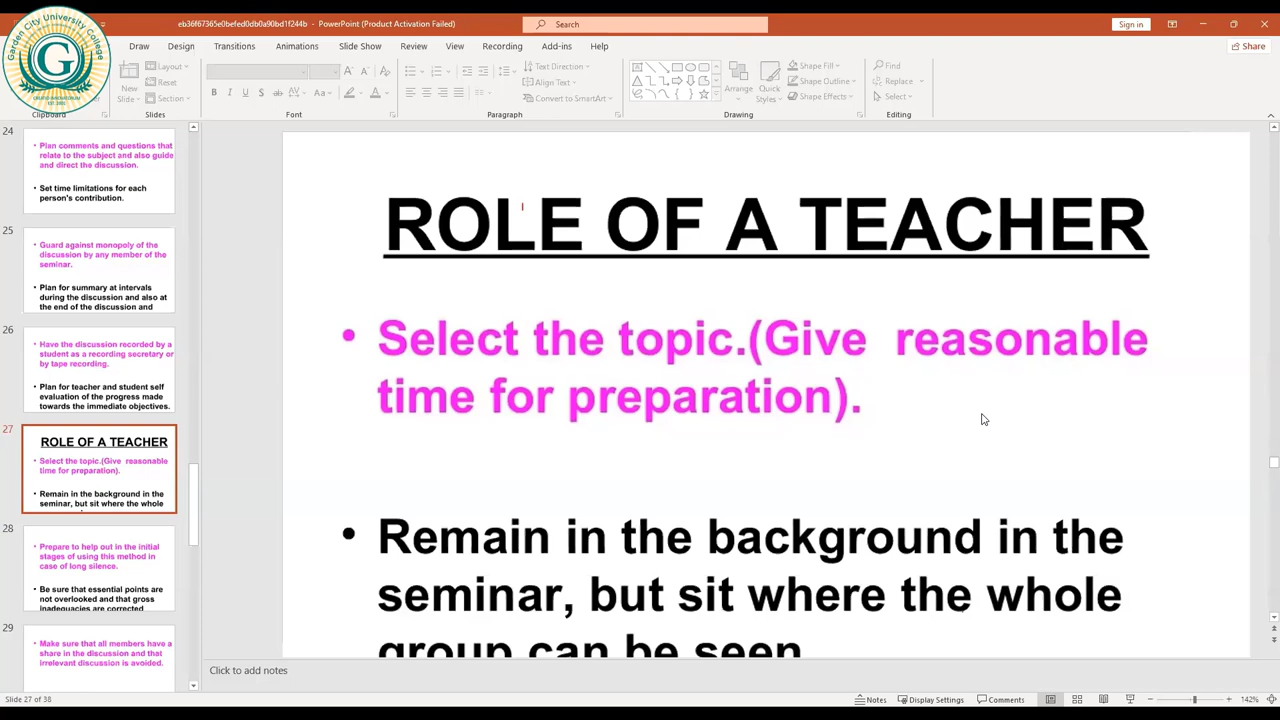 Garden City University College
G
eb36f67365e0befed0db0a90bd1f244b - PowerPoint (Product Activation Failed)
Search
Sign in
Draw Design Transitions Animations Slide Show Review View Recording Add-ins Help
Share
New Slide
Layout
Reset
Section
Text Direction
Align Text
Convert to SmartArt
Arrange
Quick Styles
Shape Fill
Shape Outline
Shape Effects
Find
Replace
Select
Clipboard Slides Font Paragraph Drawing Editing
24
• Plan comments and questions that
relate to the subject and also guide
and direct the discussion.
Set time limitations for each
person's contribution.
25
• Guard against monopoly of the
discussion by any member of the
seminar.
• Plan for summary at intervals
during the discussion and also at
the end of the discussion and
26
• Have the discussion recorded by a
student as a recording secretary or
by tape recording.
• Plan for teacher and student self
evaluation of the progress made
towards the immediate objectives.
27
ROLE OF A TEACHER
• Select the topic.(Give  reasonable
time for preparation).
• Remain in the background in the
seminar, but sit where the whole
28
• Prepare to help out in the initial
stages of using this method in
case of long silence.
• Be sure that essential points are
not overlooked and that gross
inadequacies are corrected
29
• Make sure that all members have a
share in the discussion and that
irrelevant discussion is avoided.
ROLE OF A TEACHER
• Select the topic.(Give  reasonable
time for preparation).
• Remain in the background in the
seminar, but sit where the whole
group can be seen
Click to add notes
Slide 27 of 38
Notes Display Settings Comments 142%